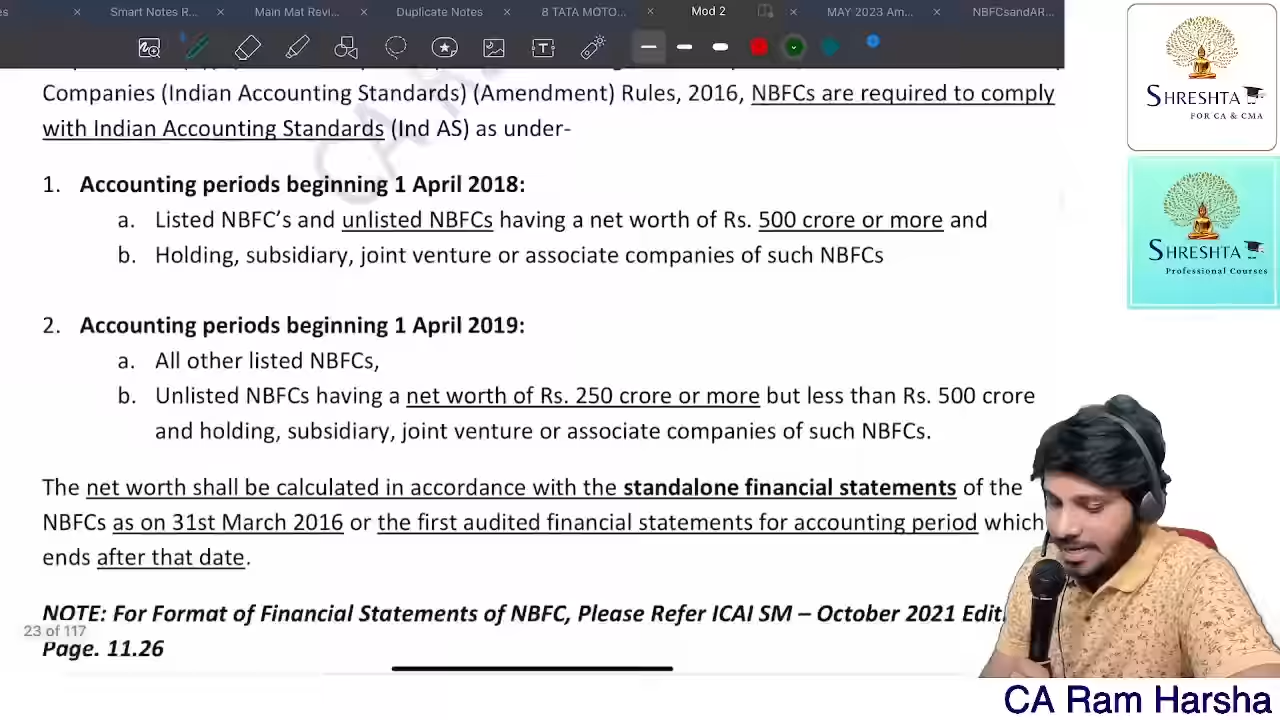 Smart Notes R...
Main Mat Revi...
Duplicate Notes
8 TATA MOTO...
Mod 2
MAY 2023 Am...
NBFCsandAR...
Companies (Indian Accounting Standards) (Amendment) Rules, 2016, NBFCs are required to comply
with Indian Accounting Standards (Ind AS) as under-
1. Accounting periods beginning 1 April 2018:
a. Listed NBFC’s and unlisted NBFCs having a net worth of Rs. 500 crore or more and
b. Holding, subsidiary, joint venture or associate companies of such NBFCs
2. Accounting periods beginning 1 April 2019:
a. All other listed NBFCs,
b. Unlisted NBFCs having a net worth of Rs. 250 crore or more but less than Rs. 500 crore
and holding, subsidiary, joint venture or associate companies of such NBFCs.
The net worth shall be calculated in accordance with the standalone financial statements of the
NBFCs as on 31st March 2016 or the first audited financial statements for accounting period which
ends after that date.
NOTE: For Format of Financial Statements of NBFC, Please Refer ICAI SM – October 2021
23 of 117
Page. 11.26
SHRESHTA
FOR CA & CMA
SHRESHTA
Professional Courses
CA Ram Harsha